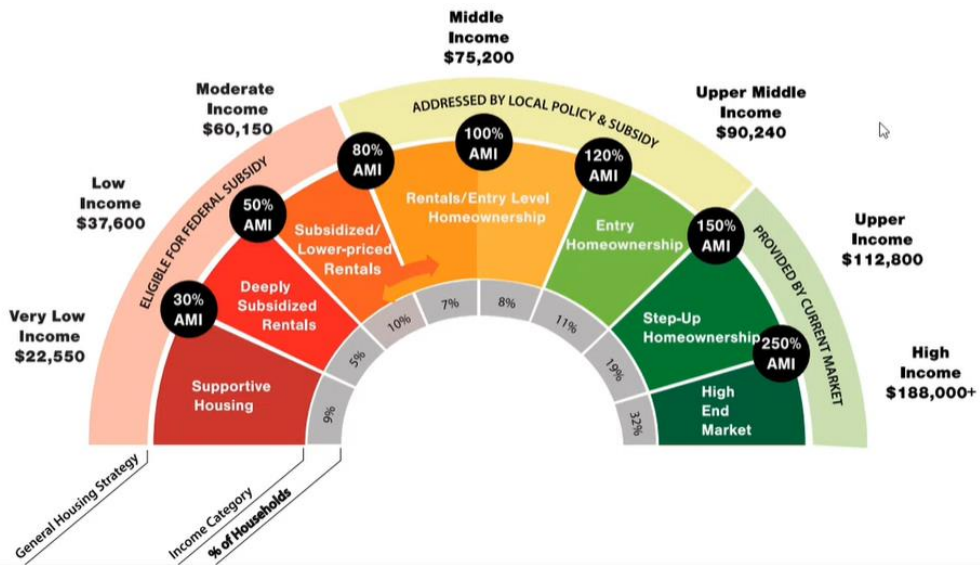 Middle
Income
$75,200
Moderate
Income
$60,150
Upper Middle
Income
$90,240
Low
Income
$37,600
Upper
Income
$112,800
Very Low
Income
$22,550
High
Income
$188,000+
ELIGIBLE FOR FEDERAL SUBSIDY
ADDRESSED BY LOCAL POLICY & SUBSIDY
PROVIDED BY CURRENT MARKET
30%
AMI
50%
AMI
80%
AMI
100%
AMI
120%
AMI
150%
AMI
250%
AMI
Supportive
Housing
Deeply
Subsidized
Rentals
Subsidized/
Lower-priced
Rentals
Rentals/Entry Level
Homeownership
Entry
Homeownership
Step-Up
Homeownership
High
End
Market
9%
5%
10%
7%
8%
11%
19%
32%
General Housing Strategy
Income Category
% of Households